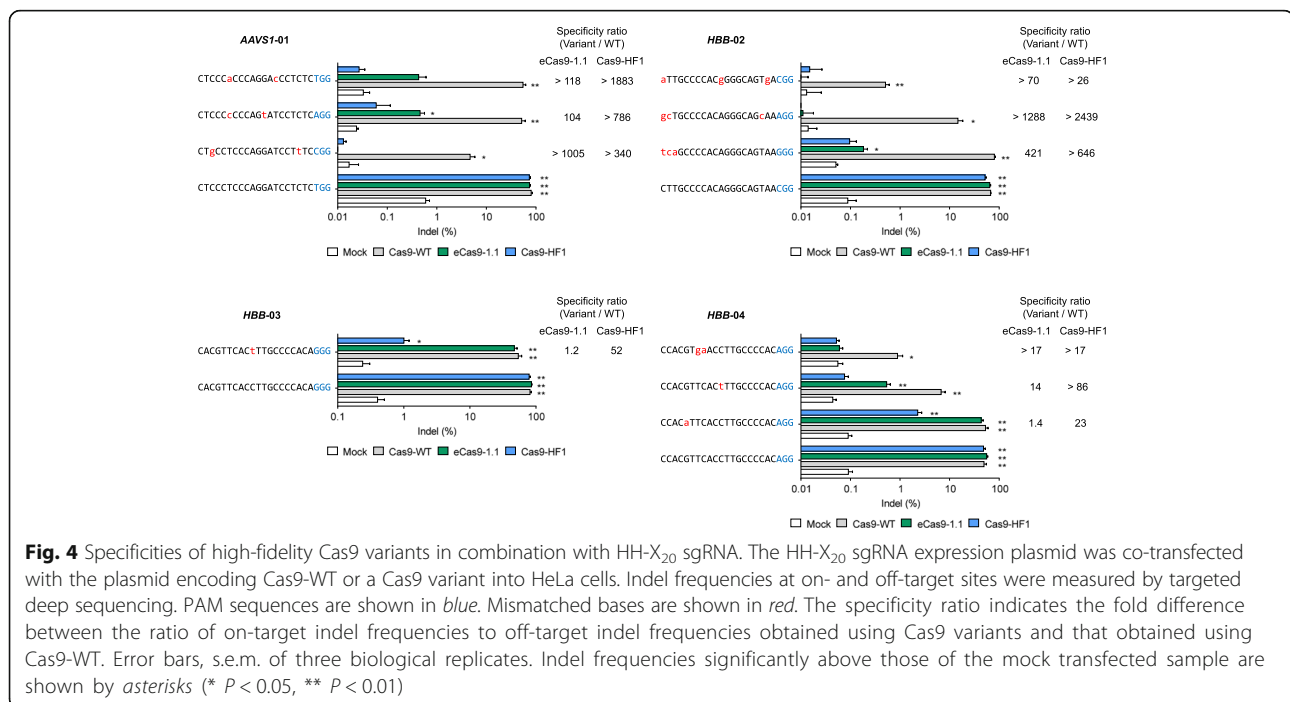 AAVS1-01
Specificity ratio
(Variant / WT)
eCas9-1.1 Cas9-HF1
CTCCCaCCCAGGAcCCTCTCTGG ** > 118 > 1883
CTCCCcCCCAGtATCCTCTCAGG * ** 104 > 786
CTgCCTCCCAGGATCCTtTCCGG * > 1005 > 340
CTCCCTCCCAGGATCCTCTCTGG ** ** **
0.01 0.1 1 10 100
Indel (%)
Mock Cas9-WT eCas9-1.1 Cas9-HF1
HBB-02
Specificity ratio
(Variant / WT)
eCas9-1.1 Cas9-HF1
aTTGCCCCACgGGGCAGTgACGG ** > 70 > 26
gcTGCCCCACAGGGCAGcAAAGG * > 1288 > 2439
tcaGCCCCACAGGGCAGTAAGGG * ** 421 > 646
CTTGCCCCACAGGGCAGTAACGG ** ** **
0.01 0.1 1 10 100
Indel (%)
Mock Cas9-WT eCas9-1.1 Cas9-HF1
HBB-03
Specificity ratio
(Variant / WT)
eCas9-1.1 Cas9-HF1
CACGTTCACtTTGCCCCACAGGG * ** ** 1.2 52
CACGTTCACCTTGCCCCACAGGG ** ** **
0.1 1 10 100
Indel (%)
Mock Cas9-WT eCas9-1.1 Cas9-HF1
HBB-04
Specificity ratio
(Variant / WT)
eCas9-1.1 Cas9-HF1
CCACGTgaACCTTGCCCCACAGG * > 17 > 17
CCACGTTCACtTTGCCCCACAGG ** ** 14 > 86
CCACaTTCACCTTGCCCCACAGG ** ** ** 1.4 23
CCACGTTCACCTTGCCCCACAGG ** ** **
0.01 0.1 1 10 100
Indel (%)
Mock Cas9-WT eCas9-1.1 Cas9-HF1
Fig. 4 Specificities of high-fidelity Cas9 variants in combination with HH-X20 sgRNA. The HH-X20 sgRNA expression plasmid was co-transfected
with the plasmid encoding Cas9-WT or a Cas9 variant into HeLa cells. Indel frequencies at on- and off-target sites were measured by targeted
deep sequencing. PAM sequences are shown in blue. Mismatched bases are shown in red. The specificity ratio indicates the fold difference
between the ratio of on-target indel frequencies to off-target indel frequencies obtained using Cas9 variants and that obtained using
Cas9-WT. Error bars, s.e.m. of three biological replicates. Indel frequencies significantly above those of the mock transfected sample are
shown by asterisks (* P < 0.05, ** P < 0.01)